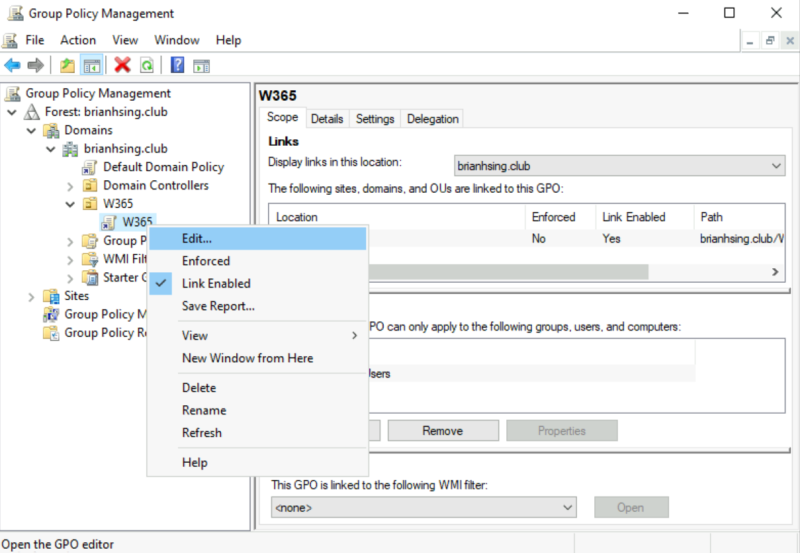 Group Policy Management
File Action View Window Help
Group Policy Management
Forest: brianhsing.club
Domains
brianhsing.club
Default Domain Policy
Domain Controllers
W365
W365
Group P
WMI Filt
Starter G
Sites
Group Policy M
Group Policy Re
Edit...
Enforced
Link Enabled
Save Report...
View
New Window from Here
Delete
Rename
Refresh
Help
W365
Scope Details Settings Delegation
Links
Display links in this location: brianhsing.club
The following sites, domains, and OUs are linked to this GPO:
Location Enforced Link Enabled Path
No Yes brianhsing.club/W
PO can only apply to the following groups, users, and computers:
Users
Remove Properties
This GPO is linked to the following WMI filter:
<none> Open
Open the GPO editor